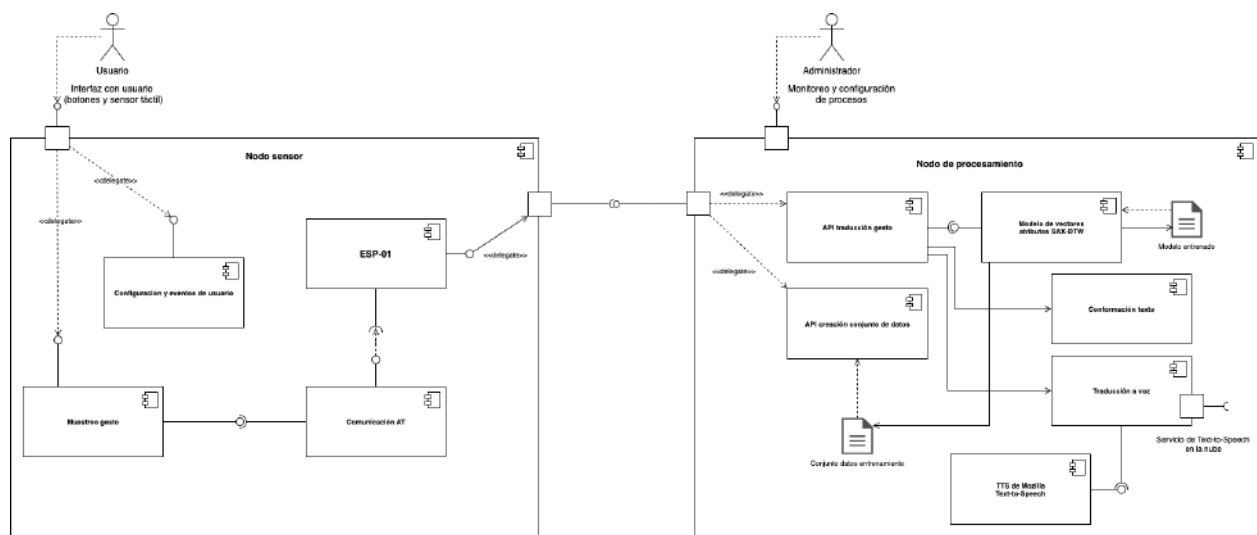 Usuario
Interfaz con usuario
(botones y sensor táctil)
Administrador
Monitoreo y configuración
de procesos
Nodo sensor
Nodo de procesamiento
<<delegate>>
<<delegate>>
ESP-01
<<delegate>>
Configuracion y eventos de usuario
Muestreo gesto
Comunicación AT
<<delegate>>
<<delegate>>
API traducción gesto
Modelo de vectores
atributos SAX-DTW
Modelo entrenado
API creación conjunto de datos
Conformación texto
Traducción a voz
Conjunto datos entrenamiento
Servicio de Text-to-Speech
en la nube
TTS de Mozilla
Text-to-Speech